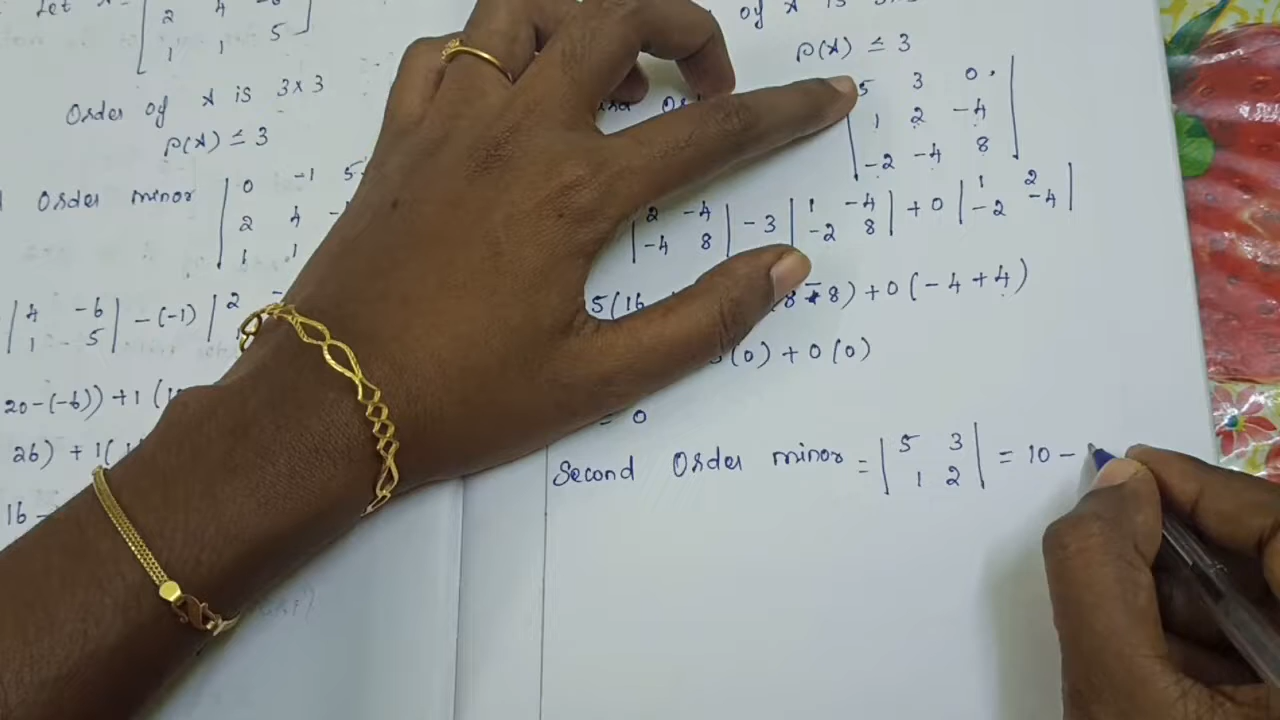 Let
2 4 -6
1 1 5
Order of A is 3x3
P(A) ≤ 3
Order minor | 0 -1 5
2 4 -
1 1
| 4 -6
1 5 | -(-1) | 2
20-(-6)) + 1 (
26) + 1(
16 -
of A is
P(A) ≤ 3
5 3 0
1 2 -4
-2 -4 8 |
| 2 -4
-4 8 | - 3 | 1 -4
-2 8 | + 0 | 1 2
-2 -4 |
5(16 (8-8) + 0(-4+4)
(0) + 0(0)
= 0
Second Order minor = | 5 3
1 2 | = 10 -